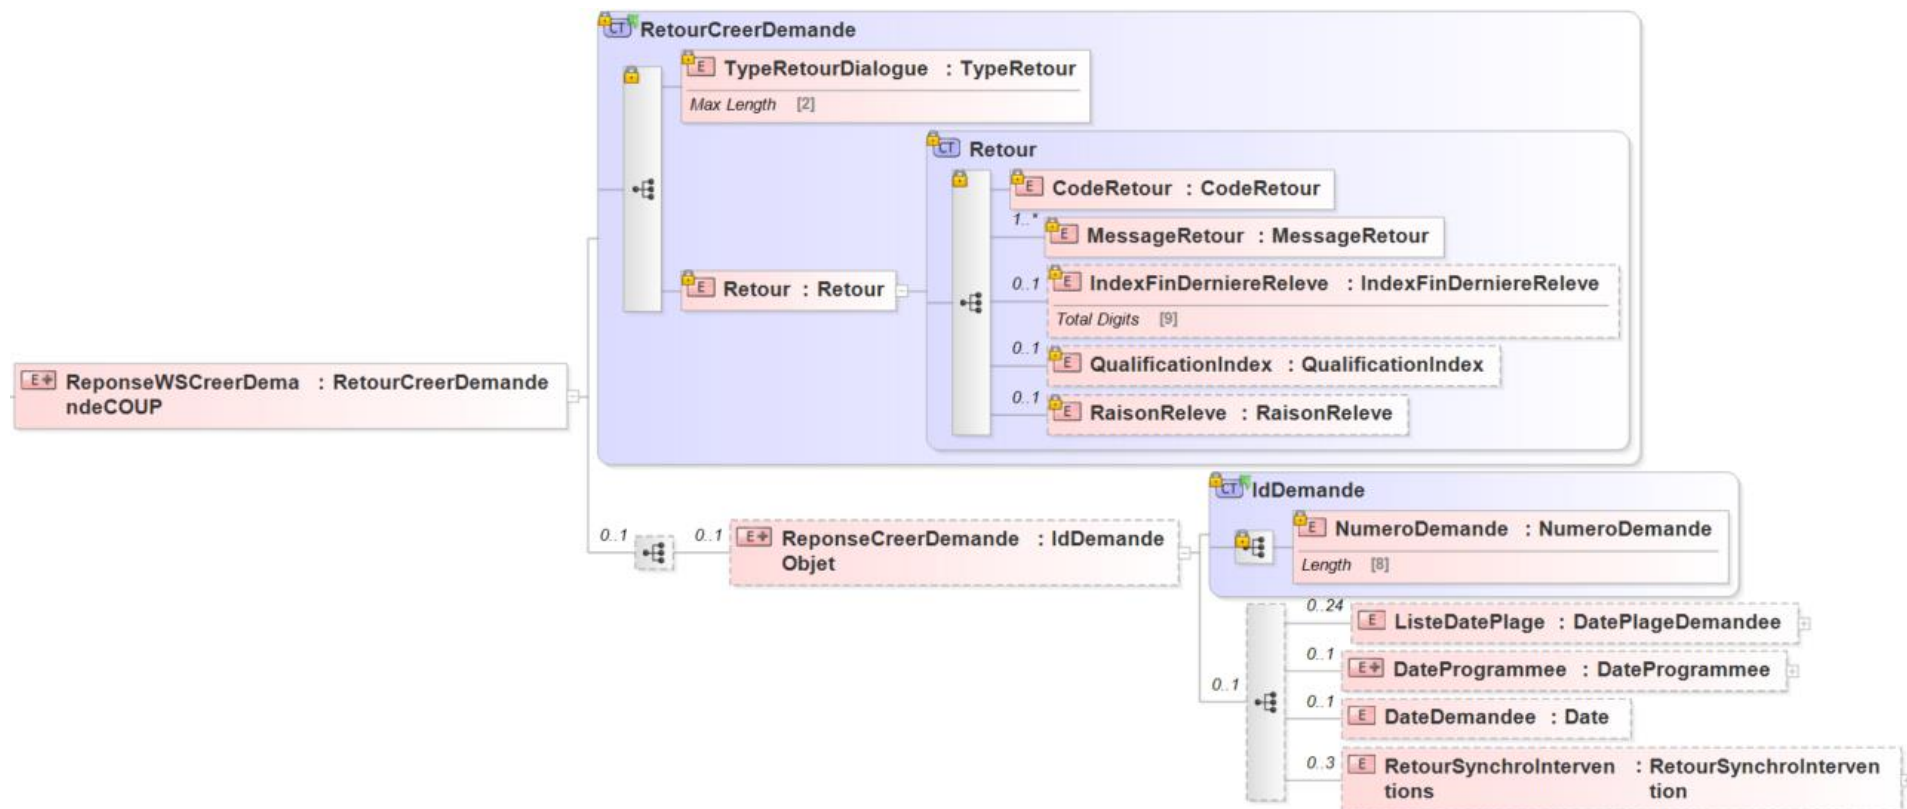 CT RetourCreerDemande
E TypeRetourDialogue : TypeRetour
Max Length [2]
CT Retour
E CodeRetour : CodeRetour
1..*
E MessageRetour : MessageRetour
0..1 E IndexFinDerniereReleve : IndexFinDerniereReleve
E Retour : Retour
Total Digits [9]
0..1
E QualificationIndex : QualificationIndex
E+ ReponseWSCreerDema : RetourCreerDemande
ndeCOUP
0..1
E RaisonReleve : RaisonReleve
CT IdDemande
0..1 0..1 E+ ReponseCreerDemande : IdDemande
Objet
E NumeroDemande : NumeroDemande
Length [8]
0..24
E ListeDatePlage : DatePlageDemandee
0..1
E+ DateProgrammee : DateProgrammee
0..1
0..1
E DateDemandee : Date
0..3 E RetourSynchroInterven : RetourSynchroInterven
tions tion